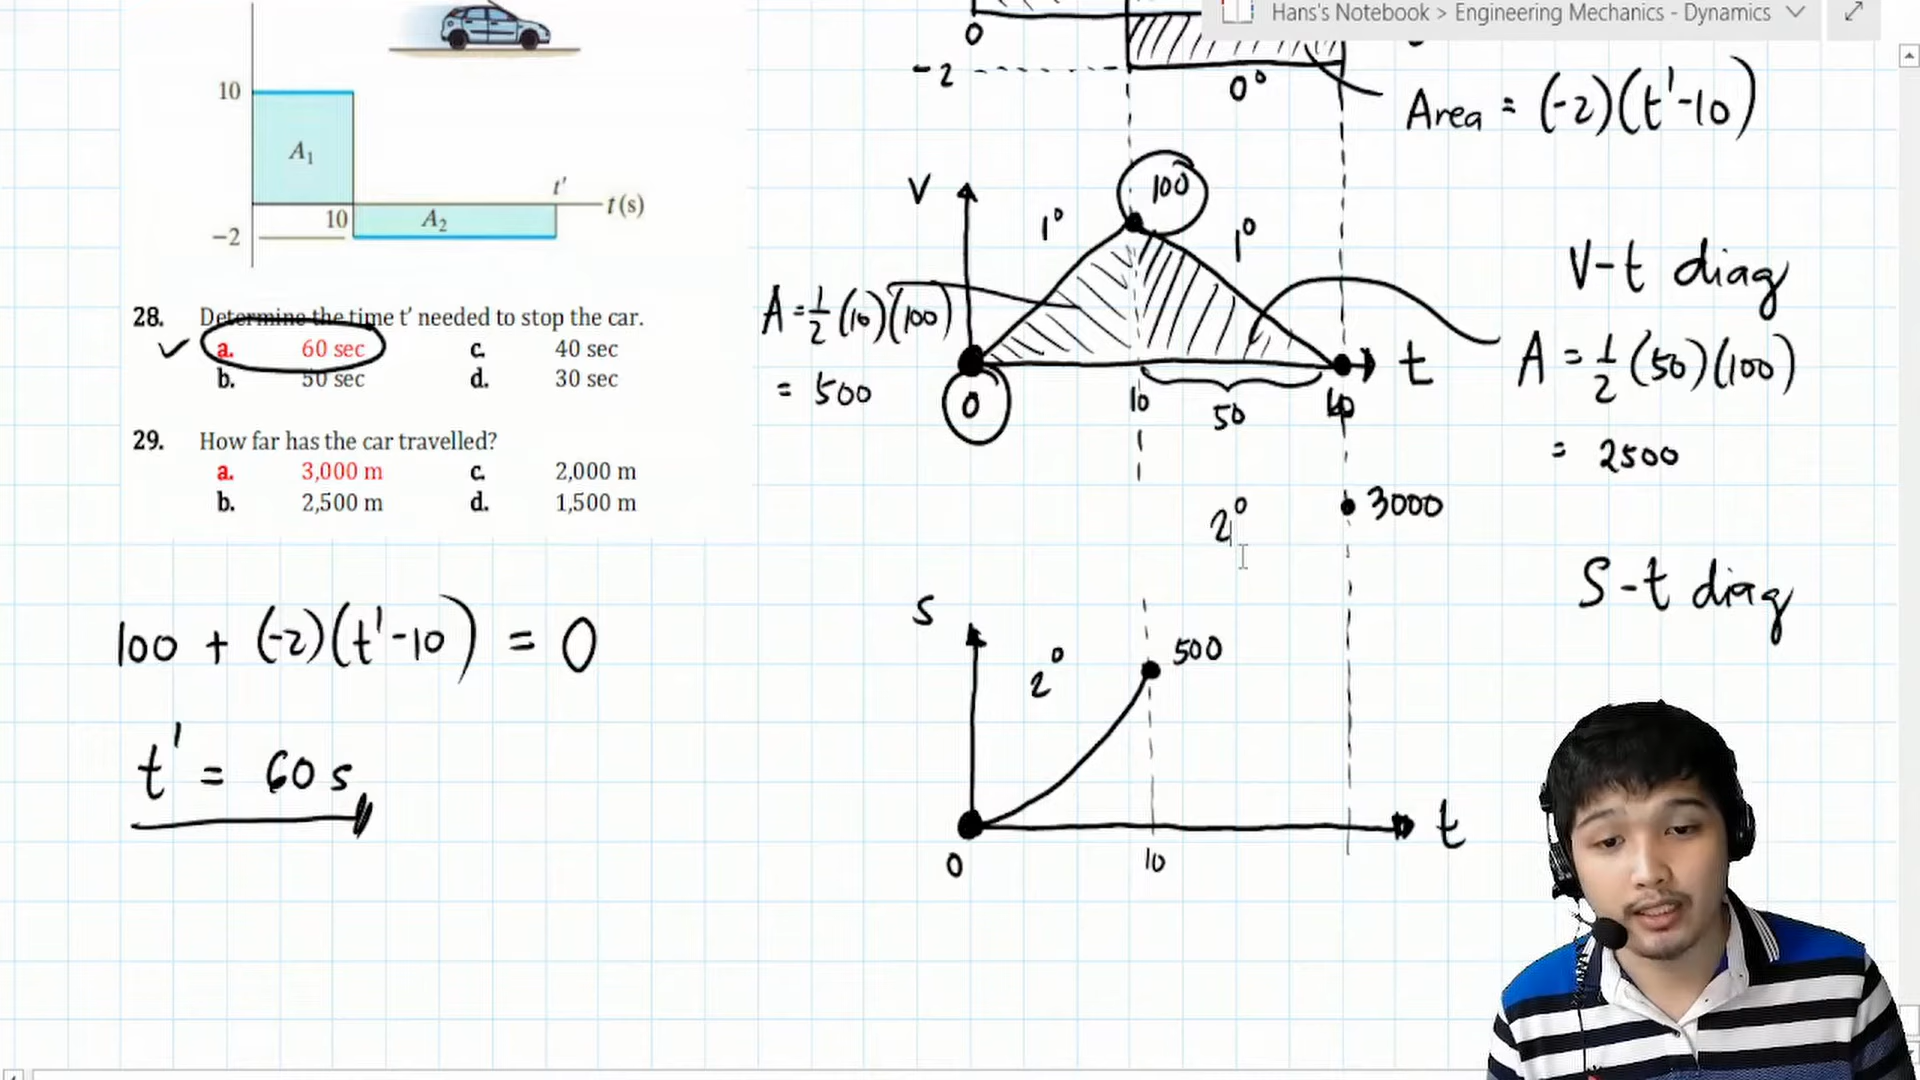 Hans's Notebook > Engineering Mechanics - Dynamics
10
A1
t'
t (s)
10
A2
-2
28. Determine the time t' needed to stop the car.
a. 60 sec c. 40 sec
b. 50 sec d. 30 sec
29. How far has the car travelled?
a. 3,000 m c. 2,000 m
b. 2,500 m d. 1,500 m
100 + (-2)(t'-10) = 0
t' = 60 s
0
-2
0°
Area = (-2)(t'-10)
V
1°
100
1°
V-t diag
A = 1/2 (10)(100)
= 500
0
10
50
60
t
A = 1/2 (50)(100)
= 2500
2°
3000
S-t diag
S
2°
500
0
10
t